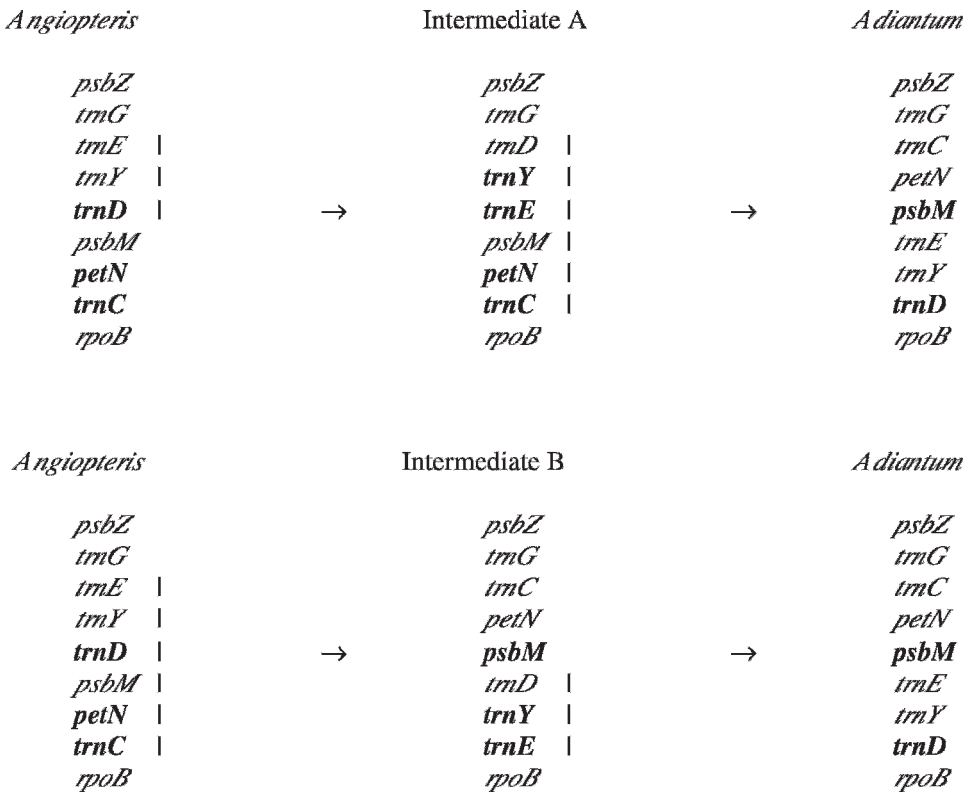 Angiopteris Intermediate A Adiantum
psbZ psbZ psbZ
trnG trnG trnG
trnE | trnD | trnC
trnY | trnY | petN
trnD | → trnE | → psbM
psbM psbM | trnE
petN petN | trnY
trnC trnC | trnD
rpoB rpoB rpoB
Angiopteris Intermediate B Adiantum
psbZ psbZ psbZ
trnG trnG trnG
trnE | trnC trnC
trnY | petN petN
trnD | → psbM → psbM
psbM | trnD | trnE
petN | trnY | trnY
trnC | trnE | trnD
rpoB rpoB rpoB